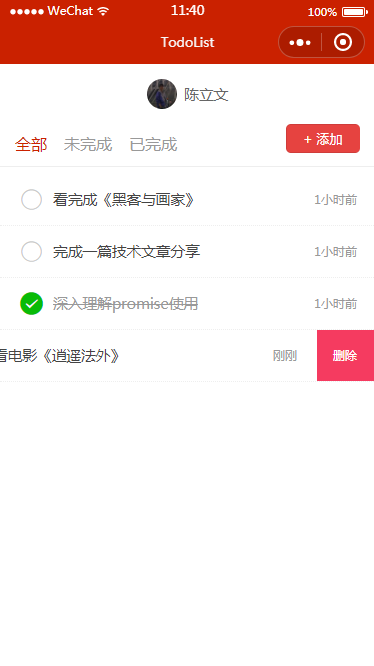 WeChat 11:40 100%
TodoList
陈立文
全部 未完成 已完成 + 添加
看完成《黑客与画家》 1小时前
完成一篇技术文章分享 1小时前
深入理解promise使用 1小时前
看电影《逍遥法外》 刚刚 删除